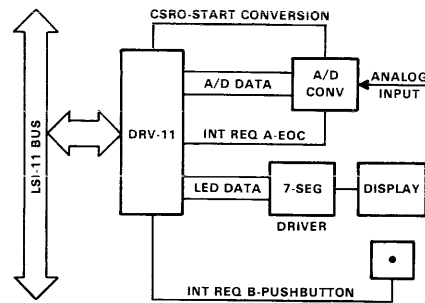 CSRO-START CONVERSION
A/D DATA
A/D
CONV
ANALOG
INPUT
LSI-11 BUS
DRV-11
INT REQ A-EOC
LED DATA
7-SEG
DISPLAY
DRIVER
INT REQ B-PUSHBUTTON